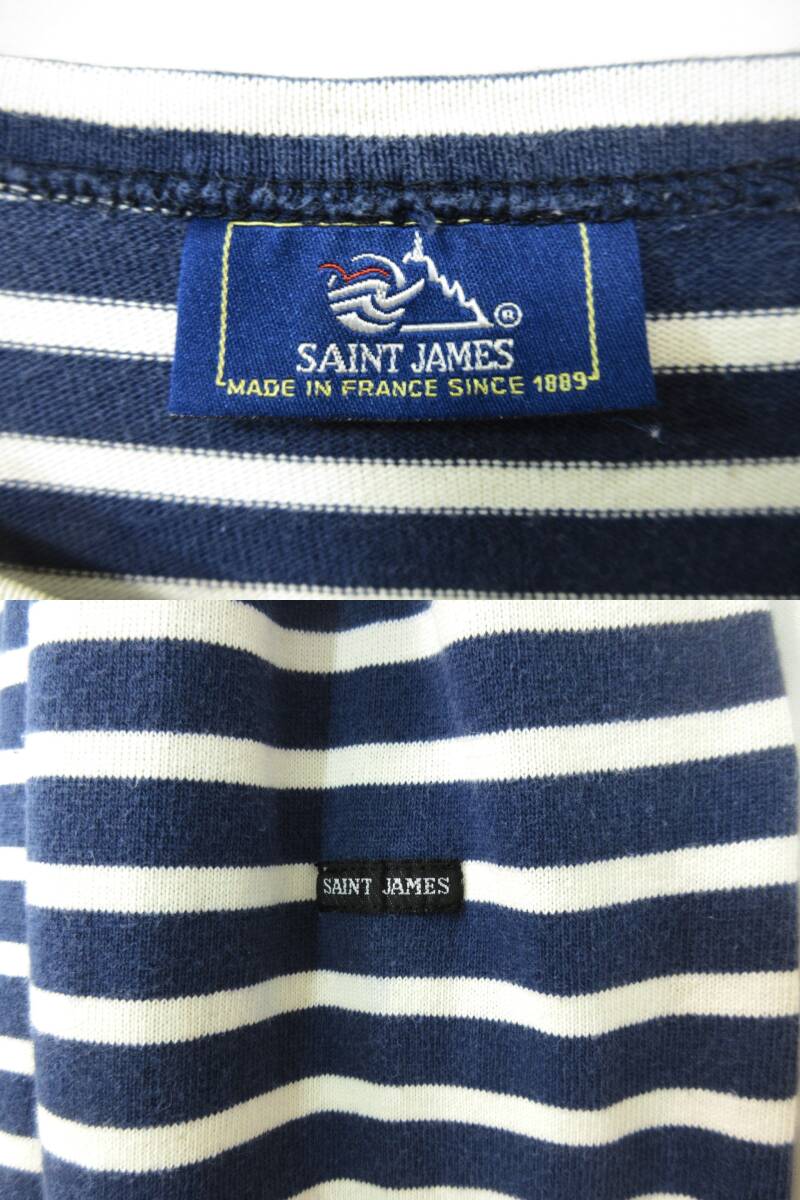 ®
SAINT JAMES
MADE IN FRANCE SINCE 1889
SAINT JAMES